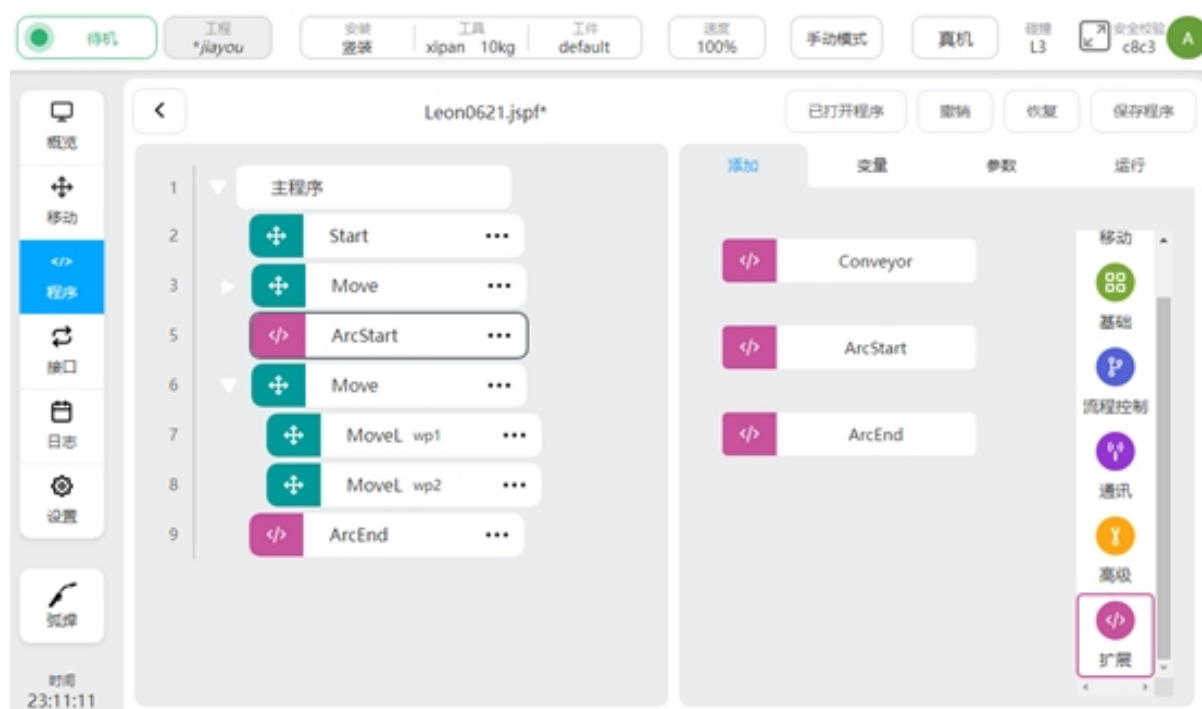 待机
工程
*jiayou
安装
竖装
工具
xipan 10kg
工件
default
速度
100%
手动模式
真机
碰撞
L3
安全校验
c8c3
A
概览
移动
程序
接口
日志
设置
弧焊
时间
23:11:11
Leon0621.jspf*
已打开程序
撤销
恢复
保存程序
1 主程序
2 Start
3 Move
5 ArcStart
6 Move
7 MoveL wp1
8 MoveL wp2
9 ArcEnd
添加
变量
参数
运行
Conveyor
ArcStart
ArcEnd
移动
基础
流程控制
通讯
高级
扩展